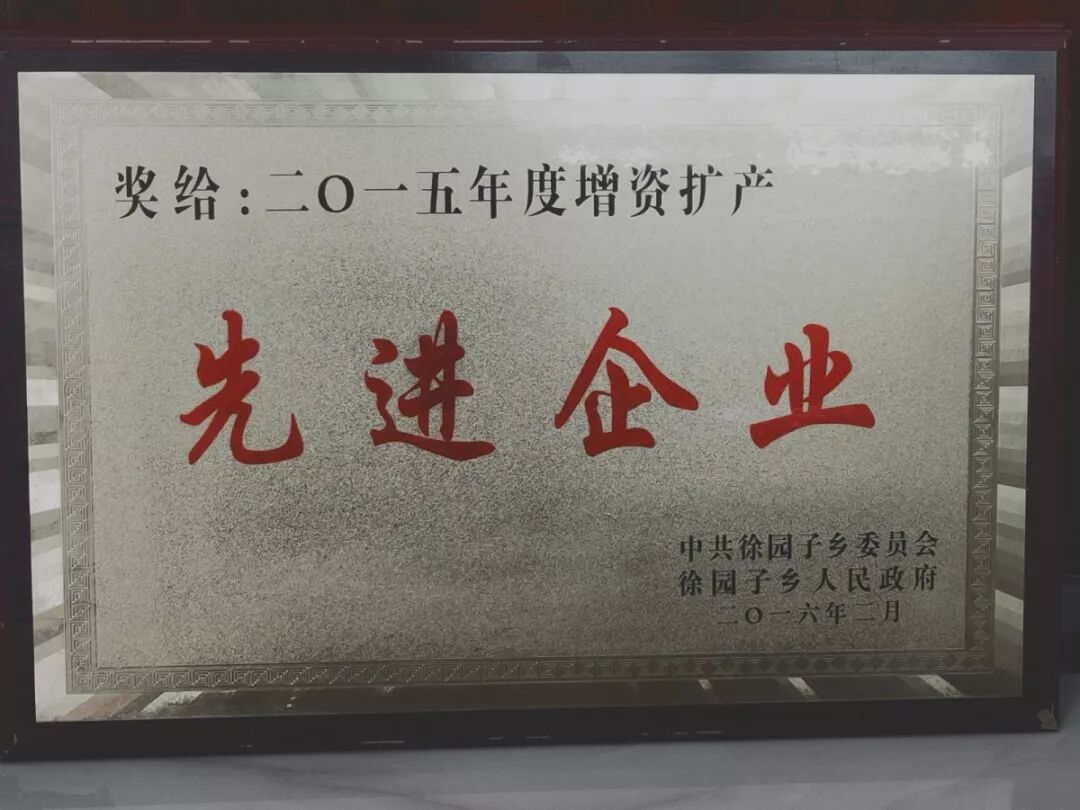 奖给:二〇一五年度增资扩产
先进企业
中共徐园子乡委员会
徐园子乡人民政府
二〇一六年二月